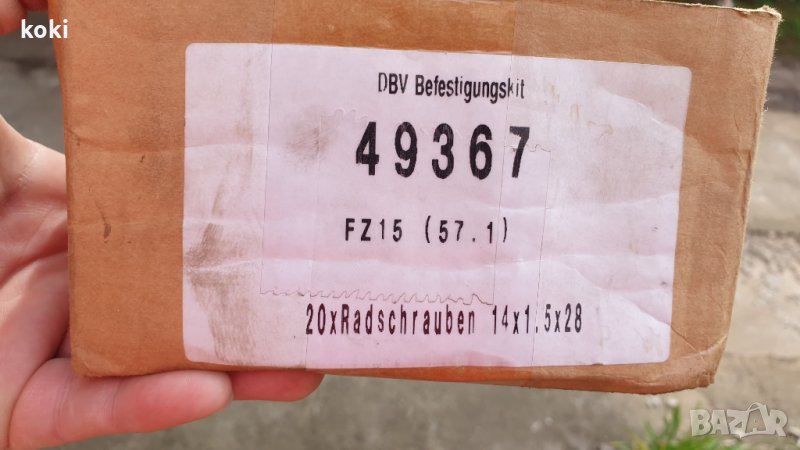 koki
DBV Befestigungskit
49367
FZ15 (57.1)
20xRadschrauben 14x1.5x28
BAZAR